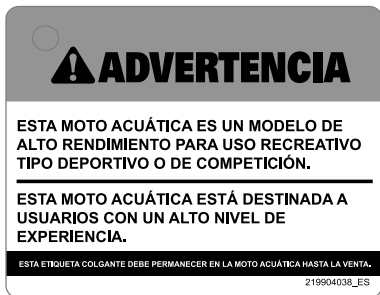 ADVERTENCIA
ESTA MOTO ACUÁTICA ES UN MODELO DE
ALTO RENDIMIENTO PARA USO RECREATIVO
TIPO DEPORTIVO O DE COMPETICIÓN.
ESTA MOTO ACUÁTICA ESTÁ DESTINADA A
USUARIOS CON UN ALTO NIVEL DE
EXPERIENCIA.
ESTA ETIQUETA COLGANTE DEBE PERMANECER EN LA MOTO ACUÁTICA HASTA LA VENTA.
219904038_ES